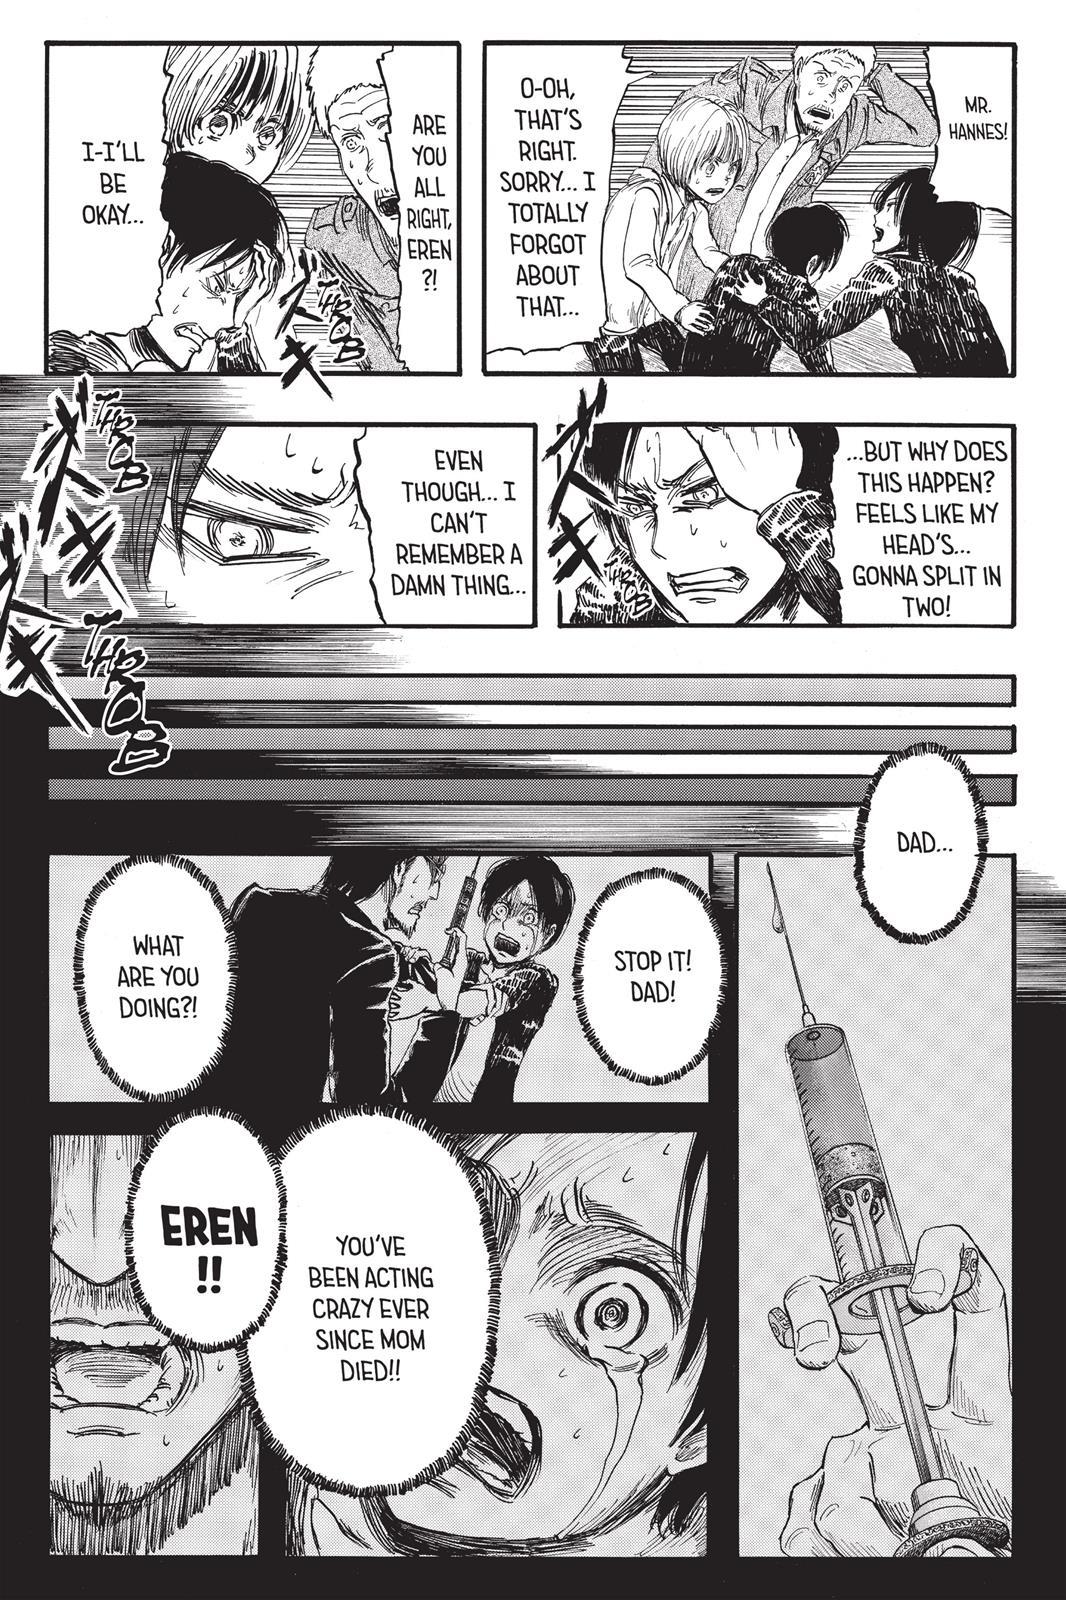 MR.
HANNES!
O-OH,
THAT'S
RIGHT.
SORRY... I
TOTALLY
FORGOT
ABOUT
THAT...
ARE
YOU
ALL
RIGHT,
EREN
?!
I-I'LL
BE
OKAY...
THROB
...BUT WHY DOES
THIS HAPPEN?
FEELS LIKE MY
HEAD'S...
GONNA SPLIT IN
TWO!
THROB
EVEN
THOUGH... I
CAN'T
REMEMBER A
DAMN THING...
THROB
THROB
DAD...
STOP IT!
DAD!
WHAT
ARE YOU
DOING?!
YOU'VE
BEEN ACTING
CRAZY EVER
SINCE MOM
DIED!!
EREN
!!